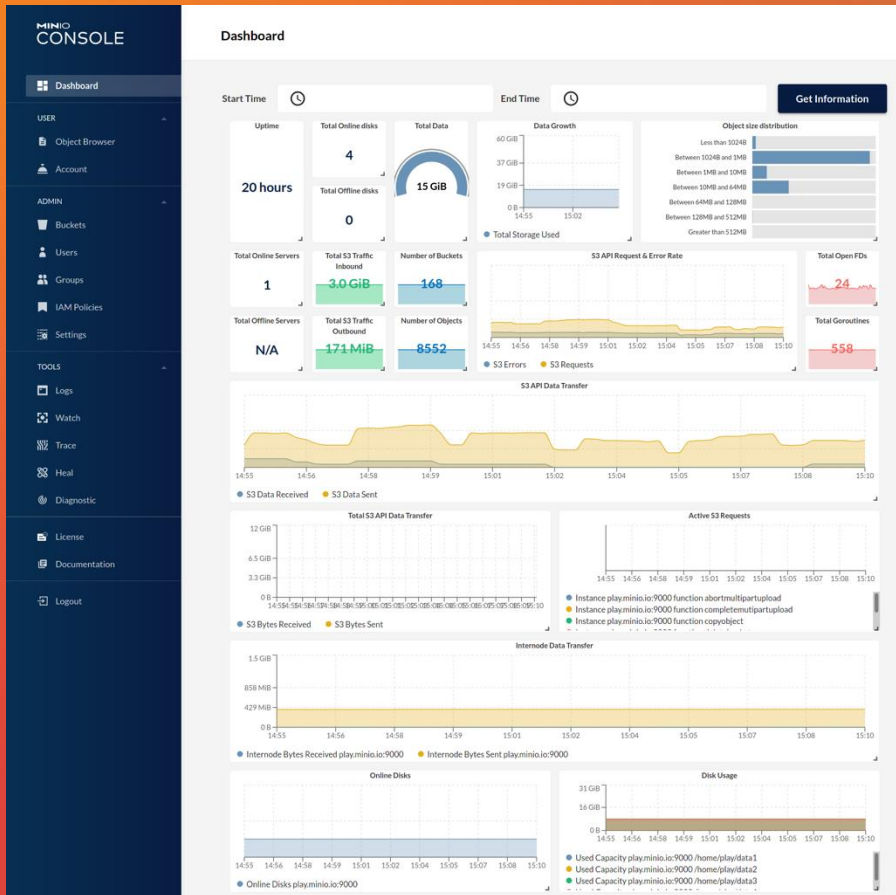 MINIO
CONSOLE
Dashboard
USER
Object Browser
Account
ADMIN
Buckets
Users
Groups
IAM Policies
Settings
TOOLS
Logs
Watch
Trace
Heal
Diagnostic
License
Documentation
Logout
Dashboard
Start Time
End Time
Get Information
Uptime
20 hours
Total Online disks
4
Total Offline disks
0
Total Data
15 GiB
Data Growth
60 GiB
37 GiB
19 GiB
0 B
14:55 15:02
Total Storage Used
Object size distribution
Less than 1024B
Between 1024B and 1MB
Between 1MB and 10MB
Between 10MB and 64MB
Between 64MB and 128MB
Between 128MB and 512MB
Greater than 512MB
Total Online Servers
1
Total Offline Servers
N/A
Total S3 Traffic
Inbound
3.0 GiB
Total S3 Traffic
Outbound
171 MiB
Number of Buckets
168
Number of Objects
8552
S3 API Request & Error Rate
14:55 14:56 14:58 14:59 15:01 15:02 15:04 15:05 15:07 15:08 15:10
S3 Errors S3 Requests
Total Open FDs
24
Total Goroutines
558
S3 API Data Transfer
14:55 14:56 14:58 14:59 15:01 15:02 15:04 15:05 15:07 15:08 15:10
S3 Data Received S3 Data Sent
Total S3 API Data Transfer
12 GiB
6.5 GiB
3.3 GiB
0 B
S3 Bytes Received S3 Bytes Sent
Active S3 Requests
14:55 14:56 14:58 14:59 15:01 15:02 15:04 15:05 15:07 15:08 15:10
Instance play.minio.io:9000 function abortmultipartupload
Instance play.minio.io:9000 function completemutipartupload
Instance play.minio.io:9000 function copyobject
Internode Data Transfer
1.5 GiB
858 MiB
429 MiB
0 B
14:55 14:56 14:58 14:59 15:01 15:02 15:04 15:05 15:07 15:08 15:10
Internode Bytes Received play.minio.io:9000 Internode Bytes Sent play.minio.io:9000
Online Disks
14:55 14:56 14:58 14:59 15:01 15:02 15:04 15:05 15:07 15:08 15:10
Online Disks play.minio.io:9000
Disk Usage
31 GiB
16 GiB
0 B
14:55 14:56 14:58 14:59 15:01 15:02 15:04 15:05 15:07 15:08 15:10
Used Capacity play.minio.io:9000 /home/play/data1
Used Capacity play.minio.io:9000 /home/play/data2
Used Capacity play.minio.io:9000 /home/play/data3